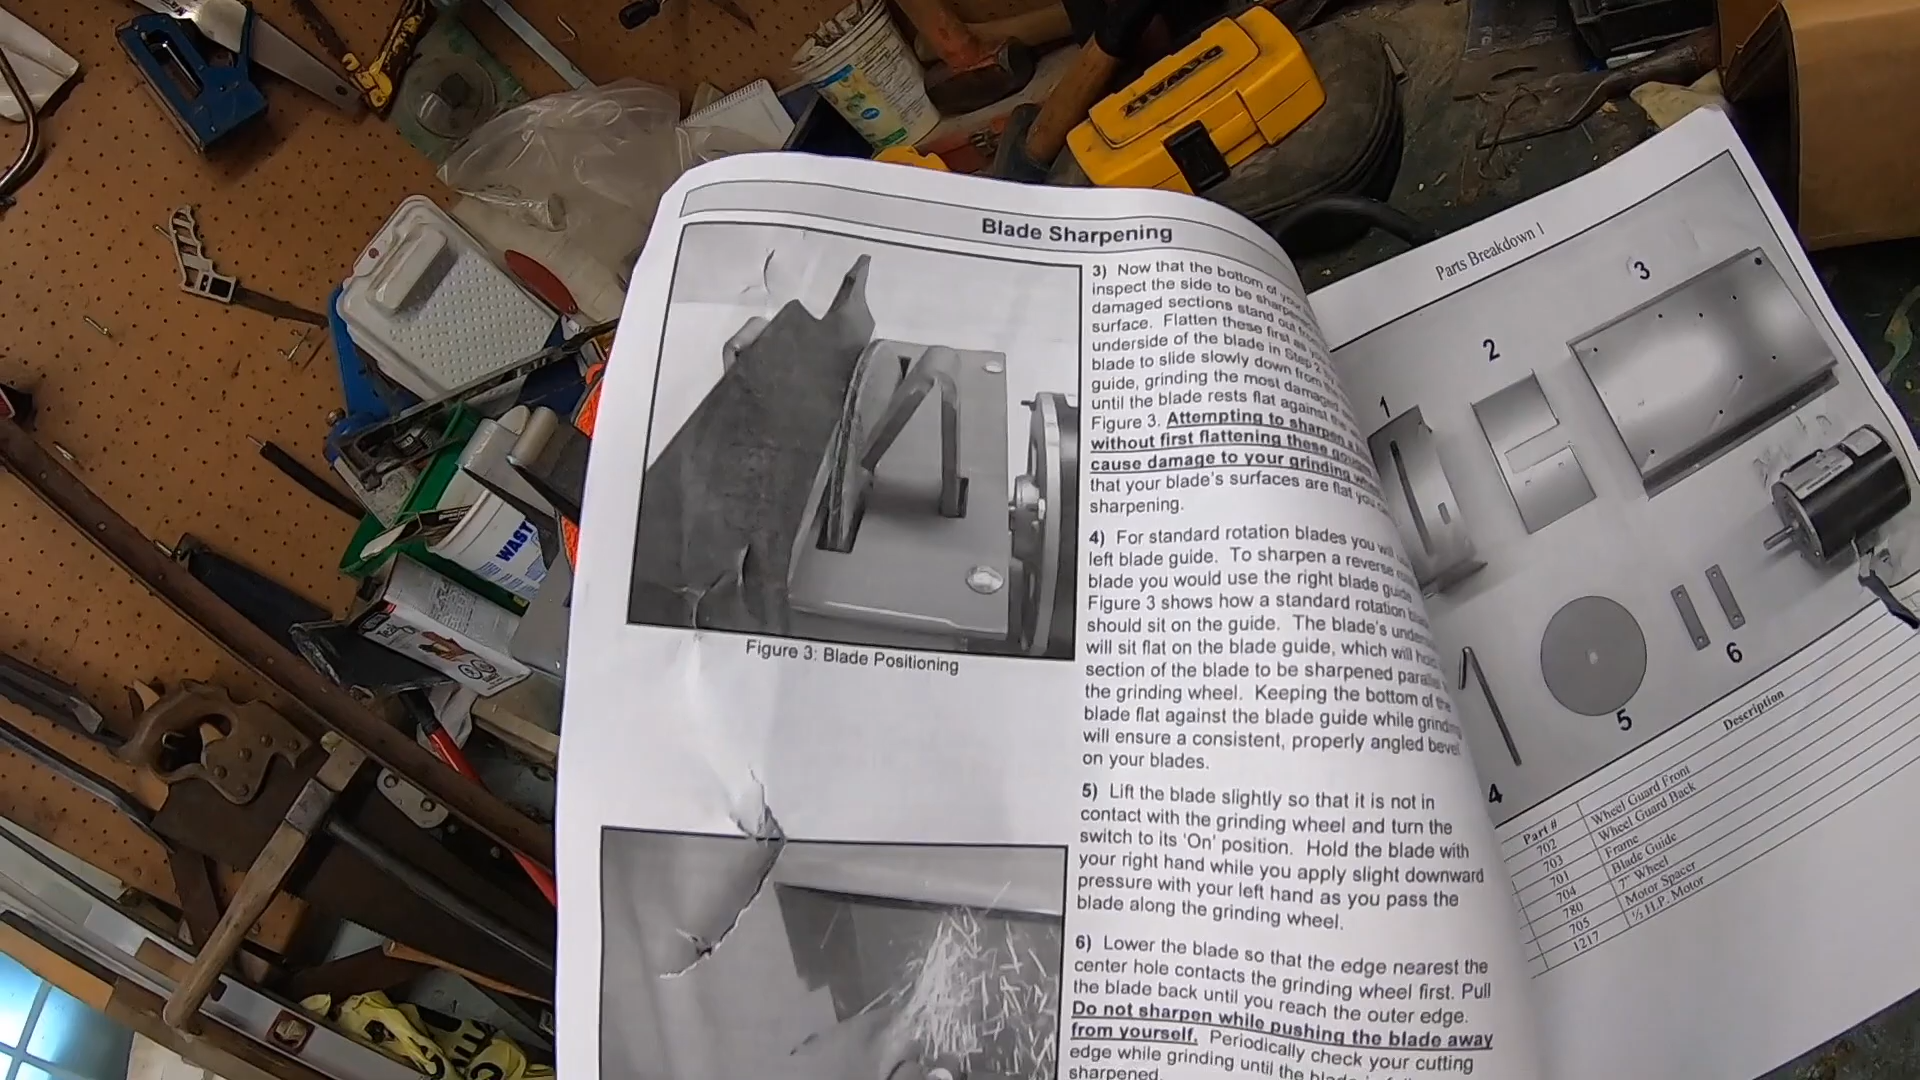 DEWALT
WAST
Blade Sharpening
Figure 3: Blade Positioning
3) Now that the bottom of your
inspect the side to be sharpened
damaged sections stand out from
surface. Flatten these first as you
underside of the blade in Step 2
blade to slide slowly down from the
guide, grinding the most damaged
until the blade rests flat against the
Figure 3. Attempting to sharpen a
without first flattening these gouges
cause damage to your grinding wheel
that your blade's surfaces are flat you can
sharpening.
4) For standard rotation blades you will
left blade guide. To sharpen a reverse
blade you would use the right blade guide
Figure 3 shows how a standard rotation blade
should sit on the guide. The blade's under
will sit flat on the blade guide, which will hold
section of the blade to be sharpened parallel
the grinding wheel. Keeping the bottom of the
blade flat against the blade guide while grinding
will ensure a consistent, properly angled bevel
on your blades.
5) Lift the blade slightly so that it is not in
contact with the grinding wheel and turn the
switch to its 'On' position. Hold the blade with
your right hand while you apply slight downward
pressure with your left hand as you pass the
blade along the grinding wheel.
6) Lower the blade so that the edge nearest the
center hole contacts the grinding wheel first. Pull
the blade back until you reach the outer edge.
Do not sharpen while pushing the blade away
from yourself. Periodically check your cutting
edge while grinding until the
sharpened.
Parts Breakdown 1
1
2
3
4
5
6
Part # Description
702 Wheel Guard Front
703 Wheel Guard Back
701 Frame
704 Blade Guide
780 7" Wheel
705 Motor Spacer
1217 ½ H.P. Motor